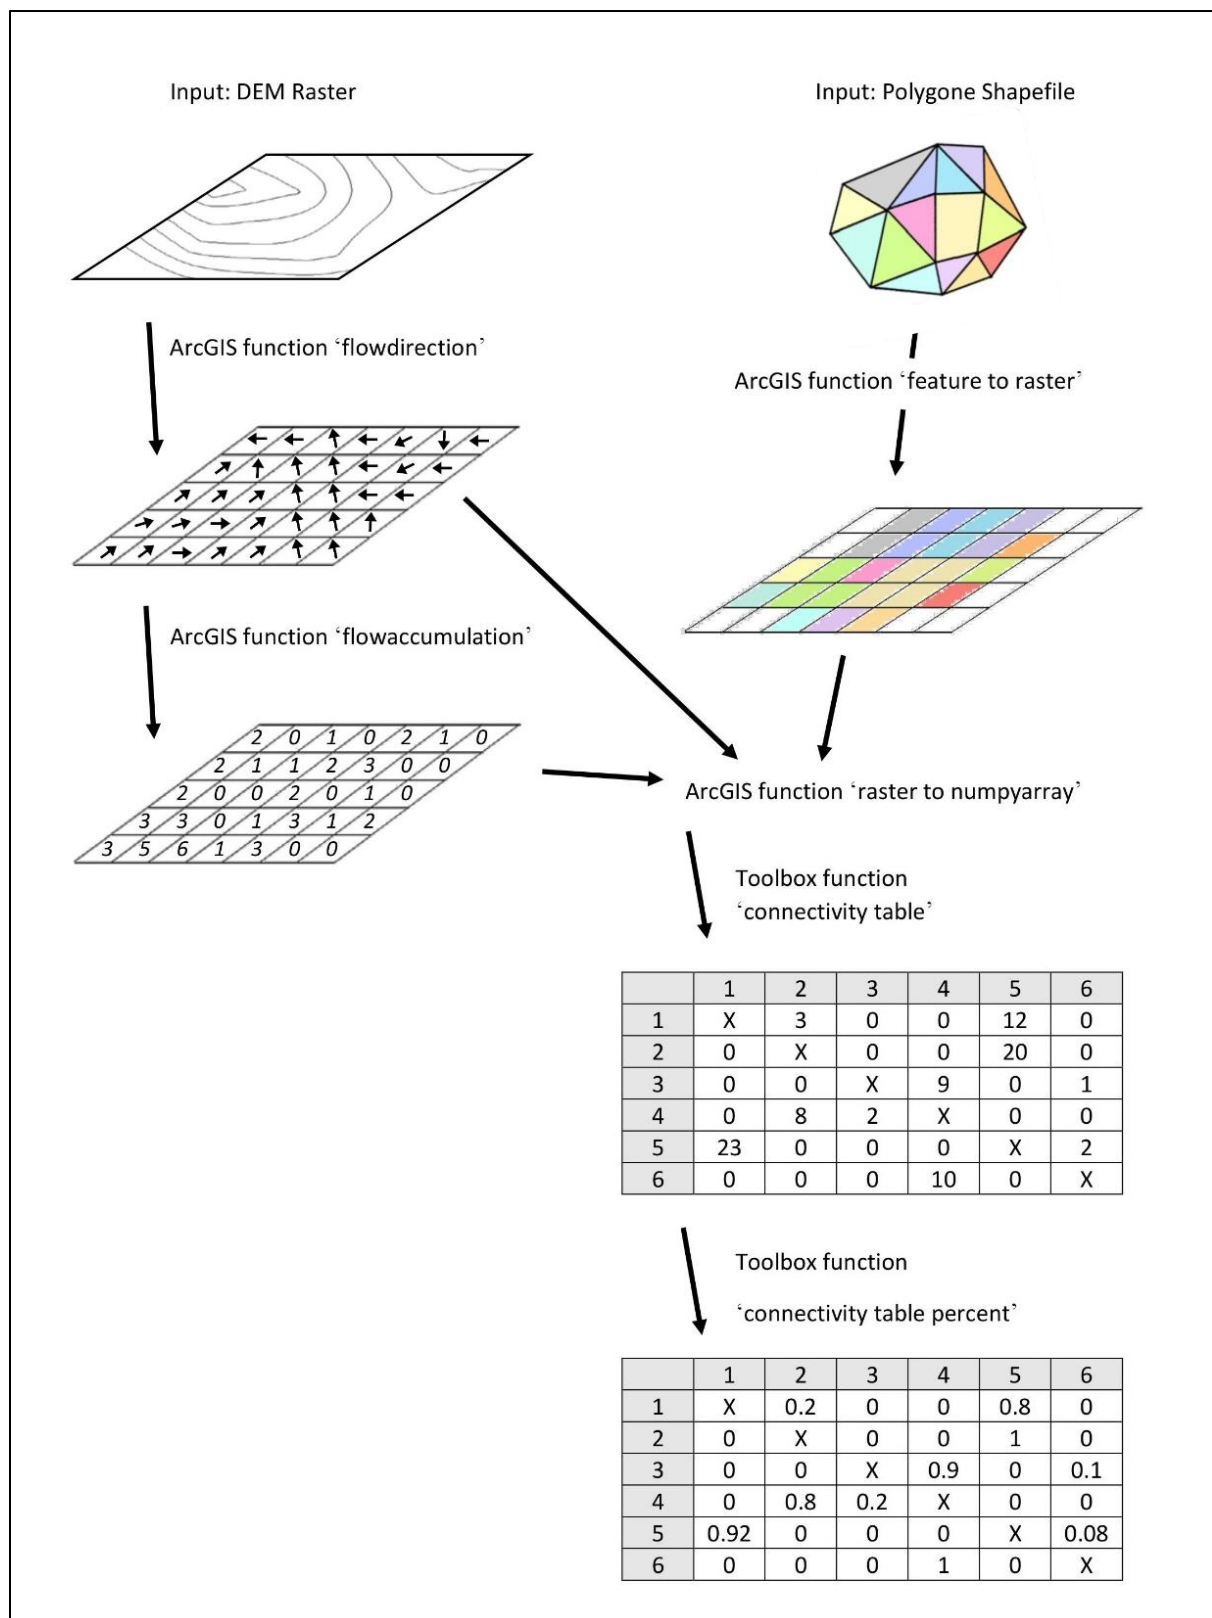 Input: DEM Raster
Input: Polygone Shapefile
ArcGIS function ‘flowdirection’
ArcGIS function ‘feature to raster’
ArcGIS function ‘flowaccumulation’
2 0 1 0 2 1 0
2 1 1 2 3 0 0
2 0 0 2 0 1 0
3 3 0 1 3 1 2
3 5 6 1 3 0 0
ArcGIS function ‘raster to numpyarray’
Toolbox function
‘connectivity table’
1 2 3 4 5 6
1 X 3 0 0 12 0
2 0 X 0 0 20 0
3 0 0 X 9 0 1
4 0 8 2 X 0 0
5 23 0 0 0 X 2
6 0 0 0 10 0 X
Toolbox function
‘connectivity table percent’
1 2 3 4 5 6
1 X 0.2 0 0 0.8 0
2 0 X 0 0 1 0
3 0 0 X 0.9 0 0.1
4 0 0.8 0.2 X 0 0
5 0.92 0 0 0 X 0.08
6 0 0 0 1 0 X